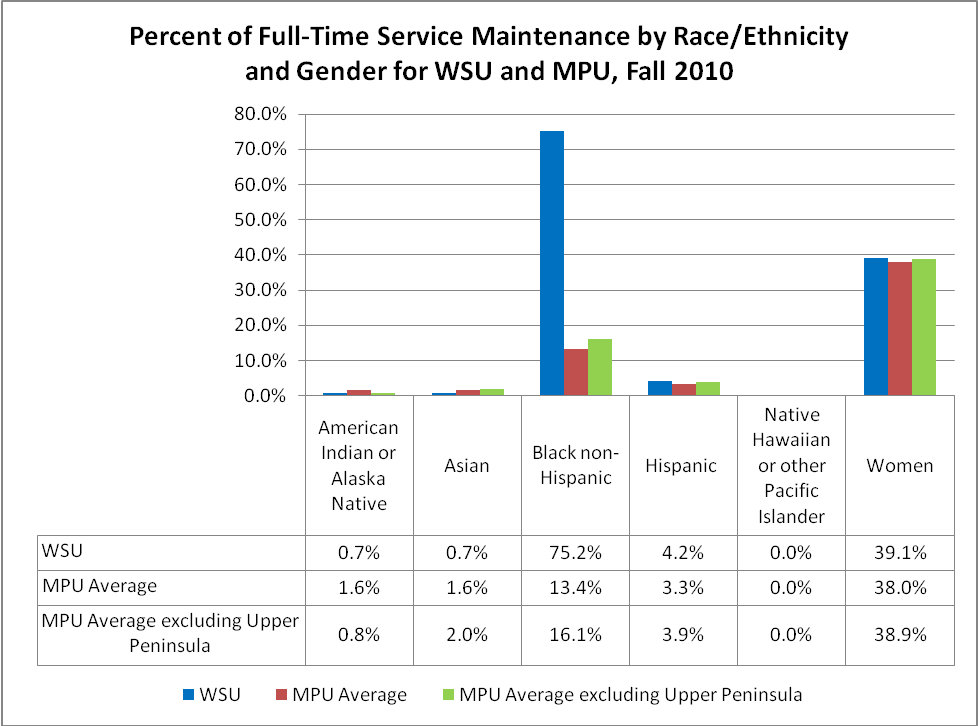 Percent of Full-Time Service Maintenance by Race/Ethnicity
and Gender for WSU and MPU, Fall 2010
80.0%
70.0%
60.0%
50.0%
40.0%
30.0%
20.0%
10.0%
0.0%
American
Indian or
Alaska
Native
Asian
Black non-
Hispanic
Hispanic
Native
Hawaiian
or other
Pacific
Islander
Women
WSU 0.7% 0.7% 75.2% 4.2% 0.0% 39.1%
MPU Average 1.6% 1.6% 13.4% 3.3% 0.0% 38.0%
MPU Average excluding Upper
Peninsula 0.8% 2.0% 16.1% 3.9% 0.0% 38.9%
WSU MPU Average MPU Average excluding Upper Peninsula